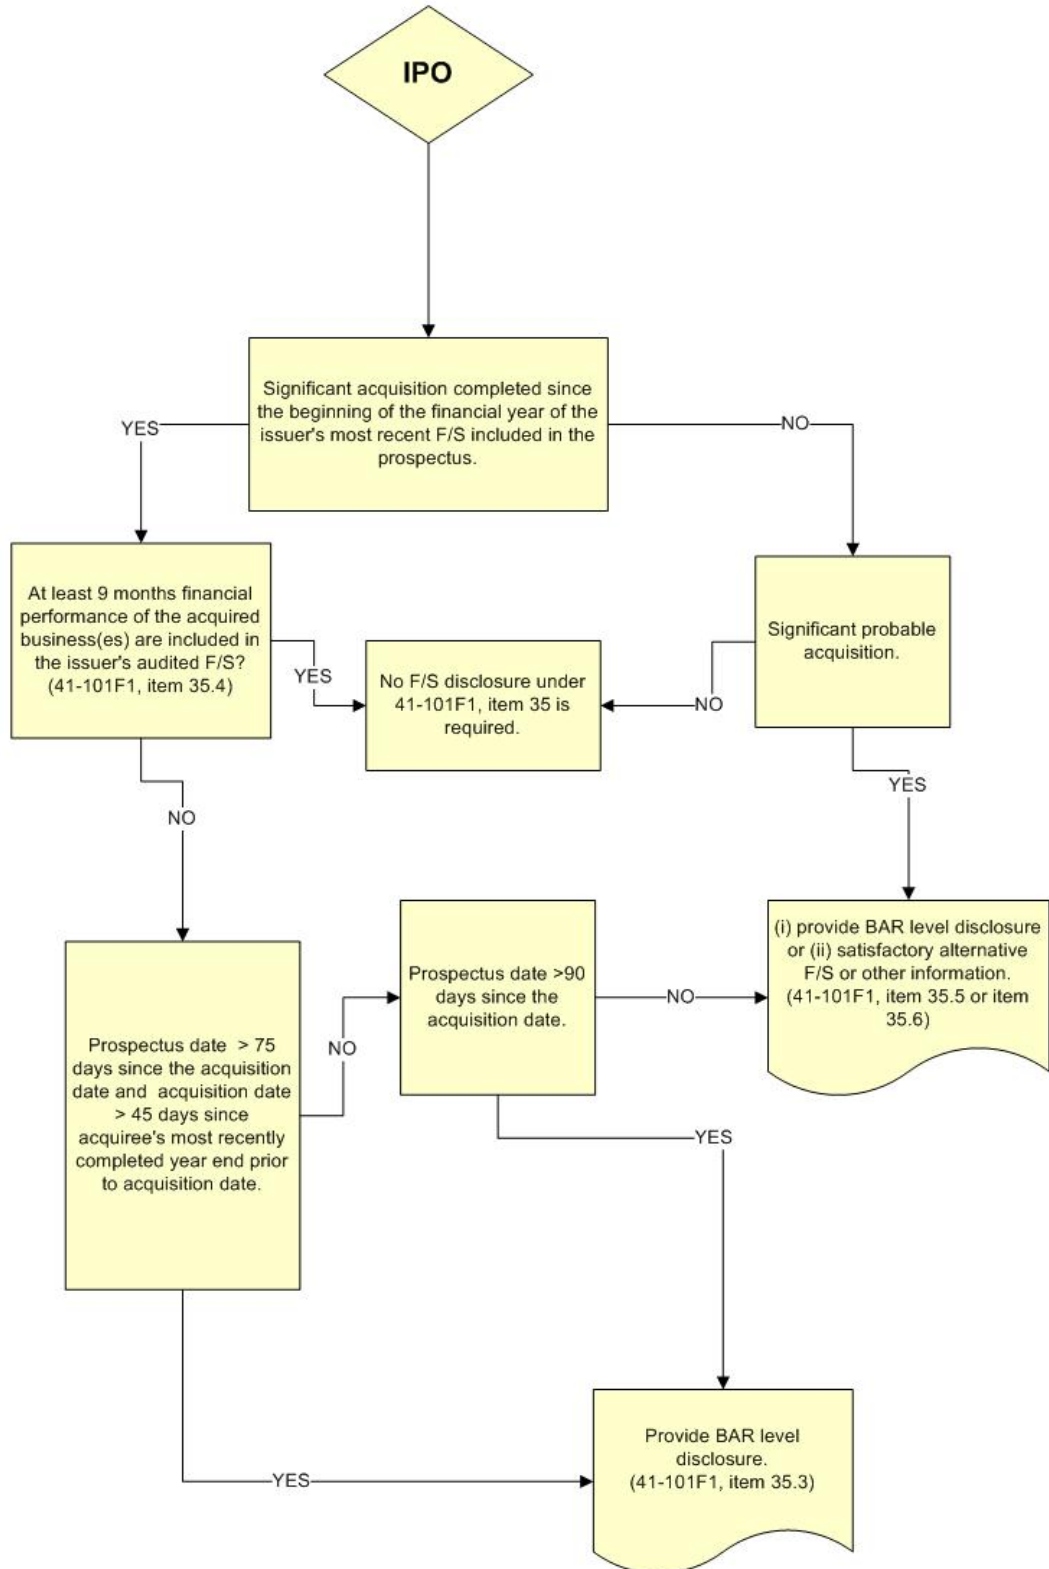 IPO
Significant acquisition completed since
the beginning of the financial year of the
issuer's most recent F/S included in the
prospectus.
YES
NO
At least 9 months financial
performance of the acquired
business(es) are included in
the issuer's audited F/S?
(41-101F1, item 35.4)
YES
No F/S disclosure under
41-101F1, item 35 is
required.
NO
Significant probable
acquisition.
YES
NO
Prospectus date > 75
days since the acquisition
date and acquisition date
> 45 days since
acquiree's most recently
completed year end prior
to acquisition date.
NO
Prospectus date >90
days since the
acquisition date.
NO
(i) provide BAR level disclosure
or (ii) satisfactory alternative
F/S or other information.
(41-101F1, item 35.5 or item
35.6)
YES
YES
Provide BAR level
disclosure.
(41-101F1, item 35.3)